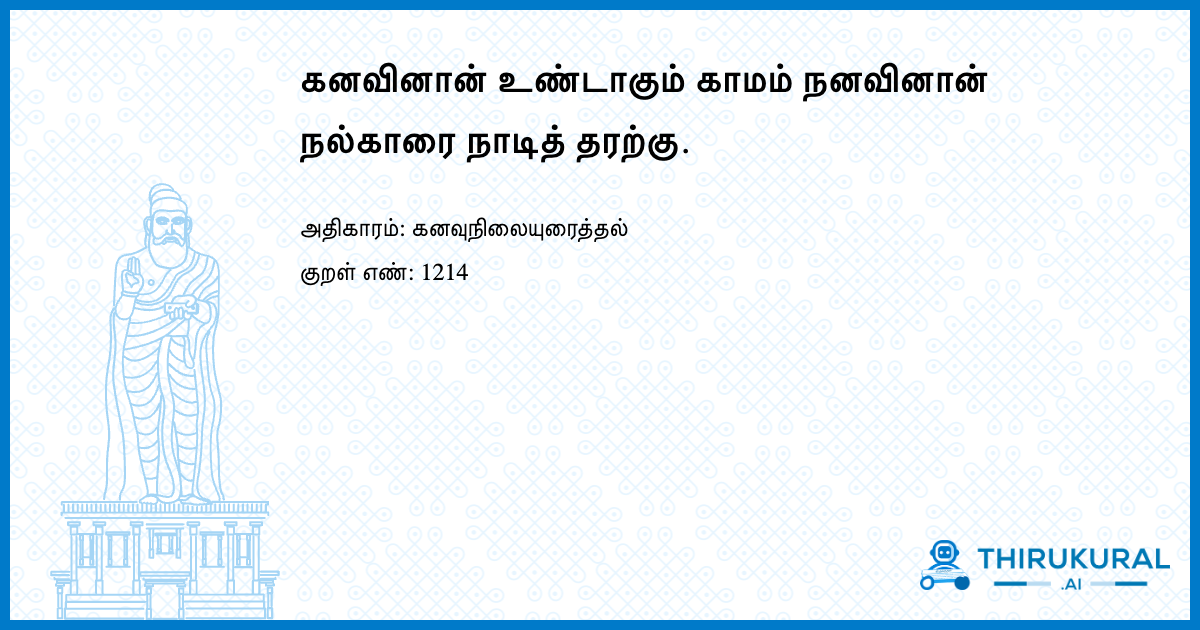 கனவினான் உண்டாகும் காமம் நனவினான்
நல்காரை நாடித் தரற்கு.
அதிகாரம்: கனவுநிலையுரைத்தல்
குறள் எண்: 1214
THIRUKURAL
.AI